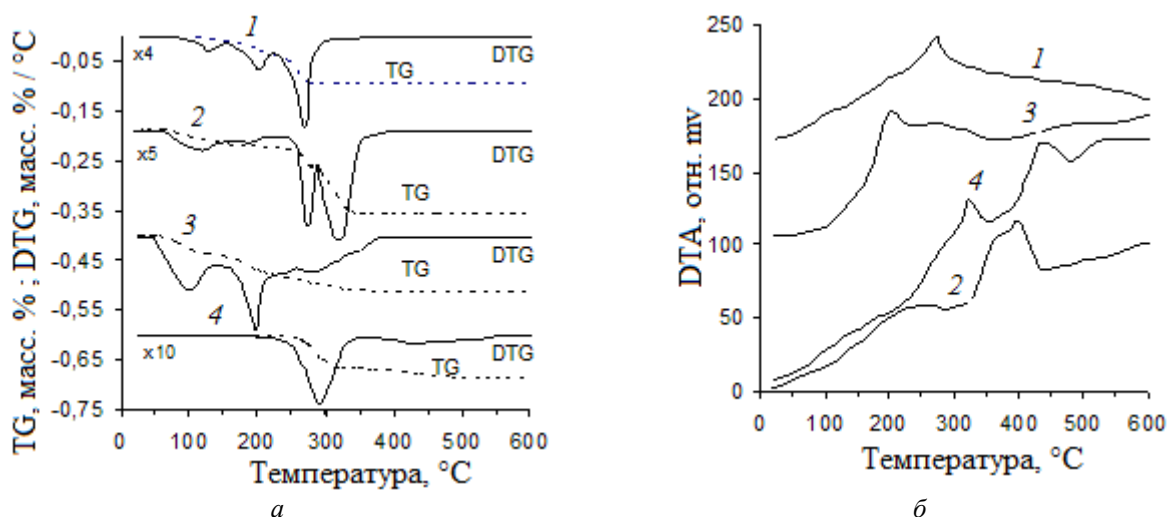 TG, масс. % ; DTG, масс. % / °C
-0,05
-0,15
-0,25
-0,35
-0,45
-0,55
-0,65
-0,75
1
x4
TG
DTG
2
x5
TG
DTG
3
TG
DTG
4
x10
TG
DTG
0 100 200 300 400 500 600
Температура, °C
а
DTA, отн. mv
250
200
150
100
50
0
1
3
4
2
0 100 200 300 400 500 600
Температура, °C
б